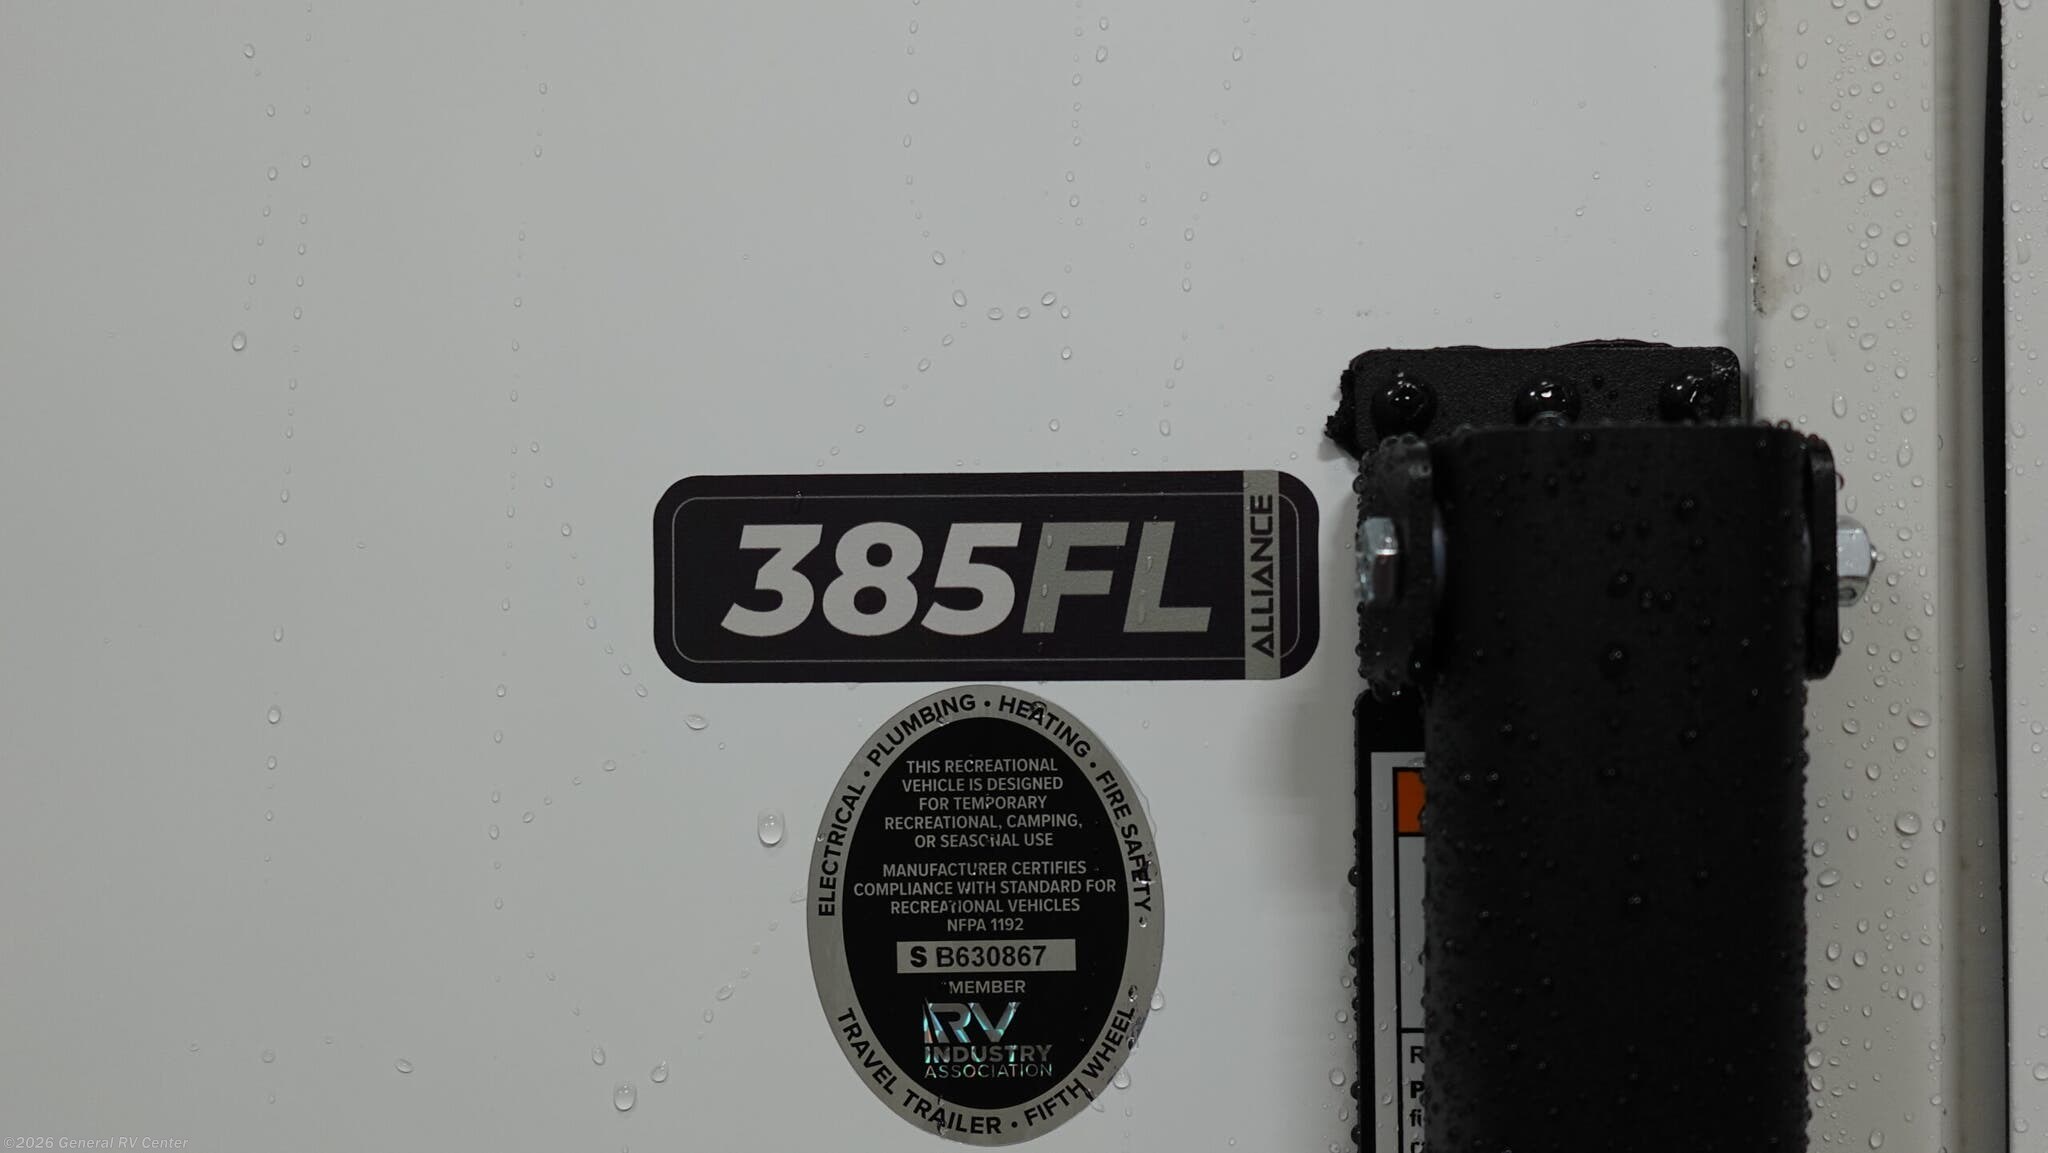 385FL
ALLIANCE
ELECTRICAL • PLUMBING • HEATING • FIRE SAFETY
THIS RECREATIONAL
VEHICLE IS DESIGNED
FOR TEMPORARY
RECREATIONAL, CAMPING,
OR SEASONAL USE
MANUFACTURER CERTIFIES
COMPLIANCE WITH STANDARD FOR
RECREATIONAL VEHICLES
NFPA 1192
S B630867
MEMBER
RV
INDUSTRY
ASSOCIATION
TRAVEL TRAILER • FIFTH WHEEL
©2026 General RV Center